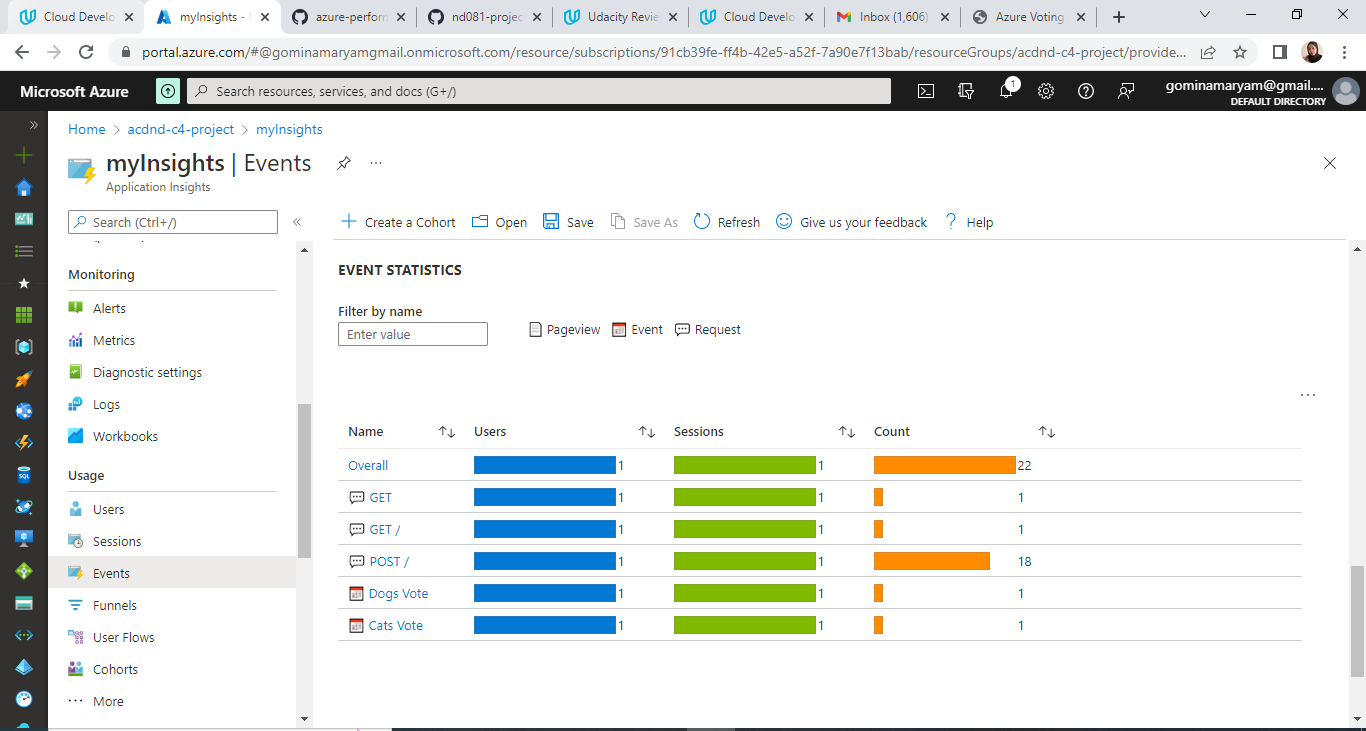 Cloud Develo
myInsights -
azure-perforn
nd081-projec
Udacity Revie
Cloud Develo
Inbox (1,606)
Azure Voting
portal.azure.com/#@gominamaryamgmail.onmicrosoft.com/resource/subscriptions/91cb39fe-ff4b-42e5-a52f-7a90e7f13bab/resourceGroups/acdnd-c4-project/provide...
Microsoft Azure
Search resources, services, and docs (G+/)
1
gominamaryam@gmail....
DEFAULT DIRECTORY
Home > acdnd-c4-project > myInsights
myInsights | Events
Application Insights
Search (Ctrl+/)
Monitoring
Alerts
Metrics
Diagnostic settings
Logs
Workbooks
Usage
Users
Sessions
Events
Funnels
User Flows
Cohorts
More
Create a Cohort Open Save Save As Refresh Give us your feedback Help
EVENT STATISTICS
Filter by name
Enter value
Pageview Event Request
Name Users Sessions Count
Overall 1 1 22
GET 1 1 1
GET / 1 1 1
POST / 1 1 18
Dogs Vote 1 1 1
Cats Vote 1 1 1